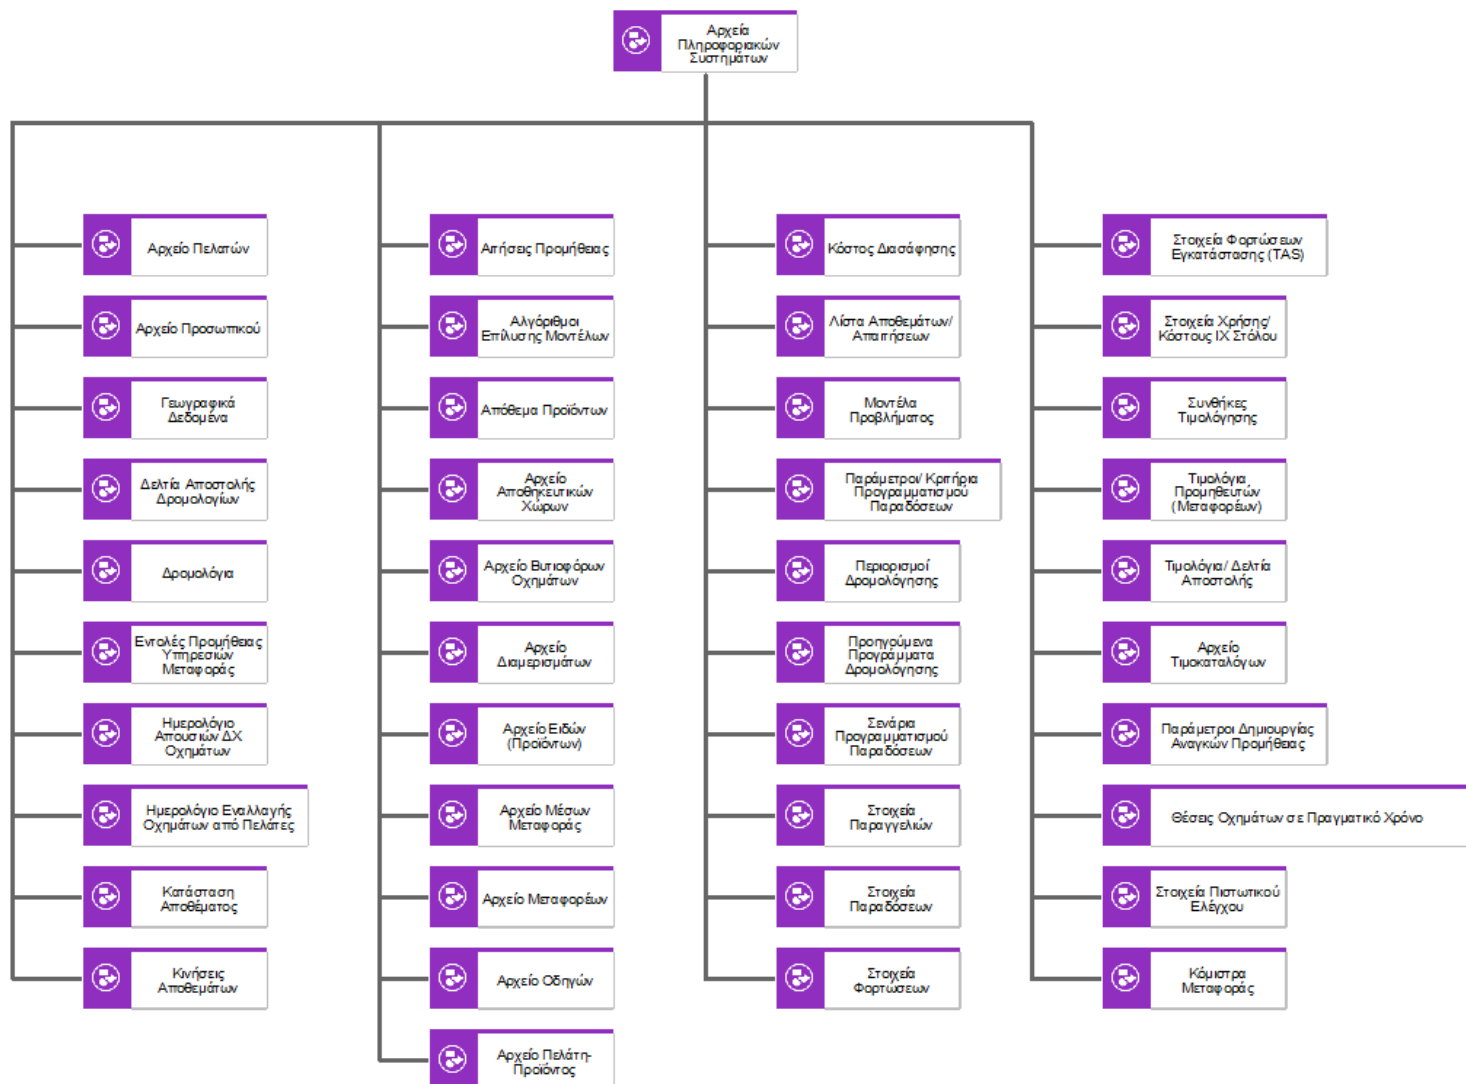 Αρχεία
Πληροφοριακών
Συστημάτων
Αρχείο Πελατών
Αρχείο Προσωπικού
Γεωγραφικά
Δεδομένα
Δελτία Αποστολής
Δρομολογίων
Δρομολόγια
Εντολές Προμήθειας
Υπηρεσιών
Μεταφοράς
Ημερολόγιο
Απουσιών ΔΧ
Οχημάτων
Ημερολόγιο Εναλλαγής
Οχημάτων από Πελάτες
Κατάσταση
Αποθέματος
Κινήσεις
Αποθεμάτων
Αιτήσεις Προμήθειας
Αλγόριθμοι
Επίλυσης Μοντέλων
Απόθεμα Προϊόντων
Αρχείο
Αποθηκευτικών
Χώρων
Αρχείο Βυτιοφόρων
Οχημάτων
Αρχείο
Διαμερισμάτων
Αρχείο Ειδών
(Προϊόντων)
Αρχείο Μέσων
Μεταφοράς
Αρχείο Μεταφορέων
Αρχείο Οδηγών
Αρχείο Πελάτη-
Προϊόντος
Κόστος Διασάφησης
Λίστα Αποθεμάτων/
Απαιτήσεων
Μοντέλα
Προβλήματος
Παράμετροι/ Κριτήρια
Προγραμματισμού
Παραδόσεων
Περιορισμοί
Δρομολόγησης
Προηγούμενα
Προγράμματα
Δρομολόγησης
Σενάρια
Προγραμματισμού
Παραδόσεων
Στοιχεία
Παραγγελιών
Στοιχεία
Παραδόσεων
Στοιχεία
Φορτώσεων
Στοιχεία Φορτώσεων
Εγκατάστασης (TAS)
Στοιχεία Χρήσης/
Κόστους ΙΧ Στόλου
Συνθήκες
Τιμολόγησης
Τιμολόγια
Προμηθευτών
(Μεταφορέων)
Τιμολόγια/ Δελτία
Αποστολής
Αρχείο
Τιμοκαταλόγων
Παράμετροι Δημιουργίας
Αναγκών Προμήθειας
Θέσεις Οχημάτων σε Πραγματικό Χρόνο
Στοιχεία Πιστωτικού
Ελέγχου
Κόμιστρα
Μεταφοράς